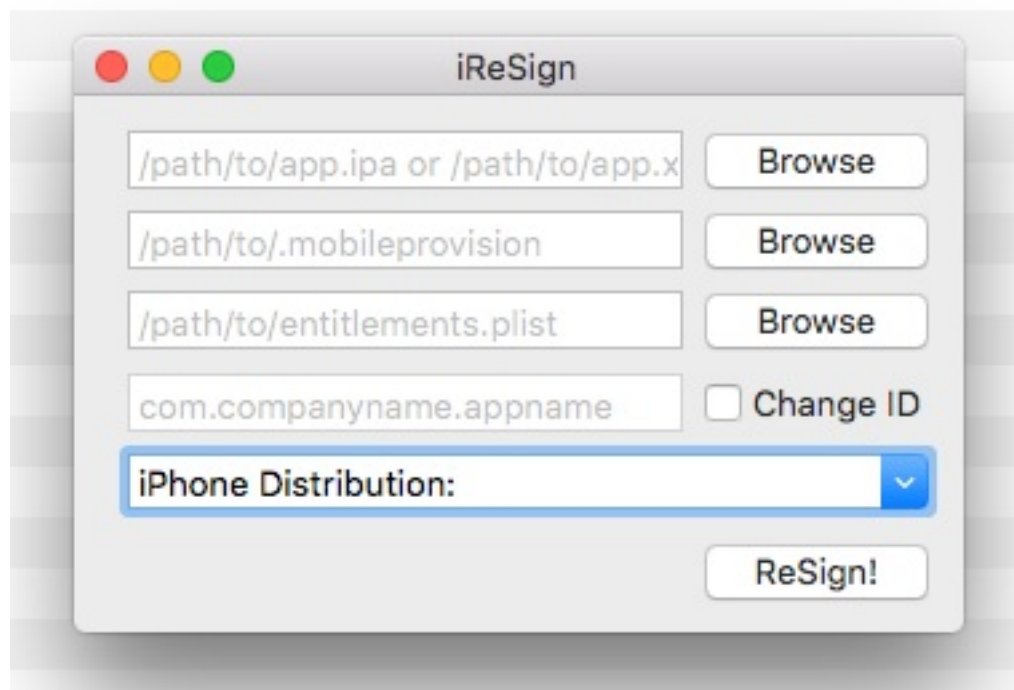 iReSign
/path/to/app.ipa or /path/to/app.x
Browse
/path/to/.mobileprovision
Browse
/path/to/entitlements.plist
Browse
com.companyname.appname
Change ID
iPhone Distribution:
ReSign!